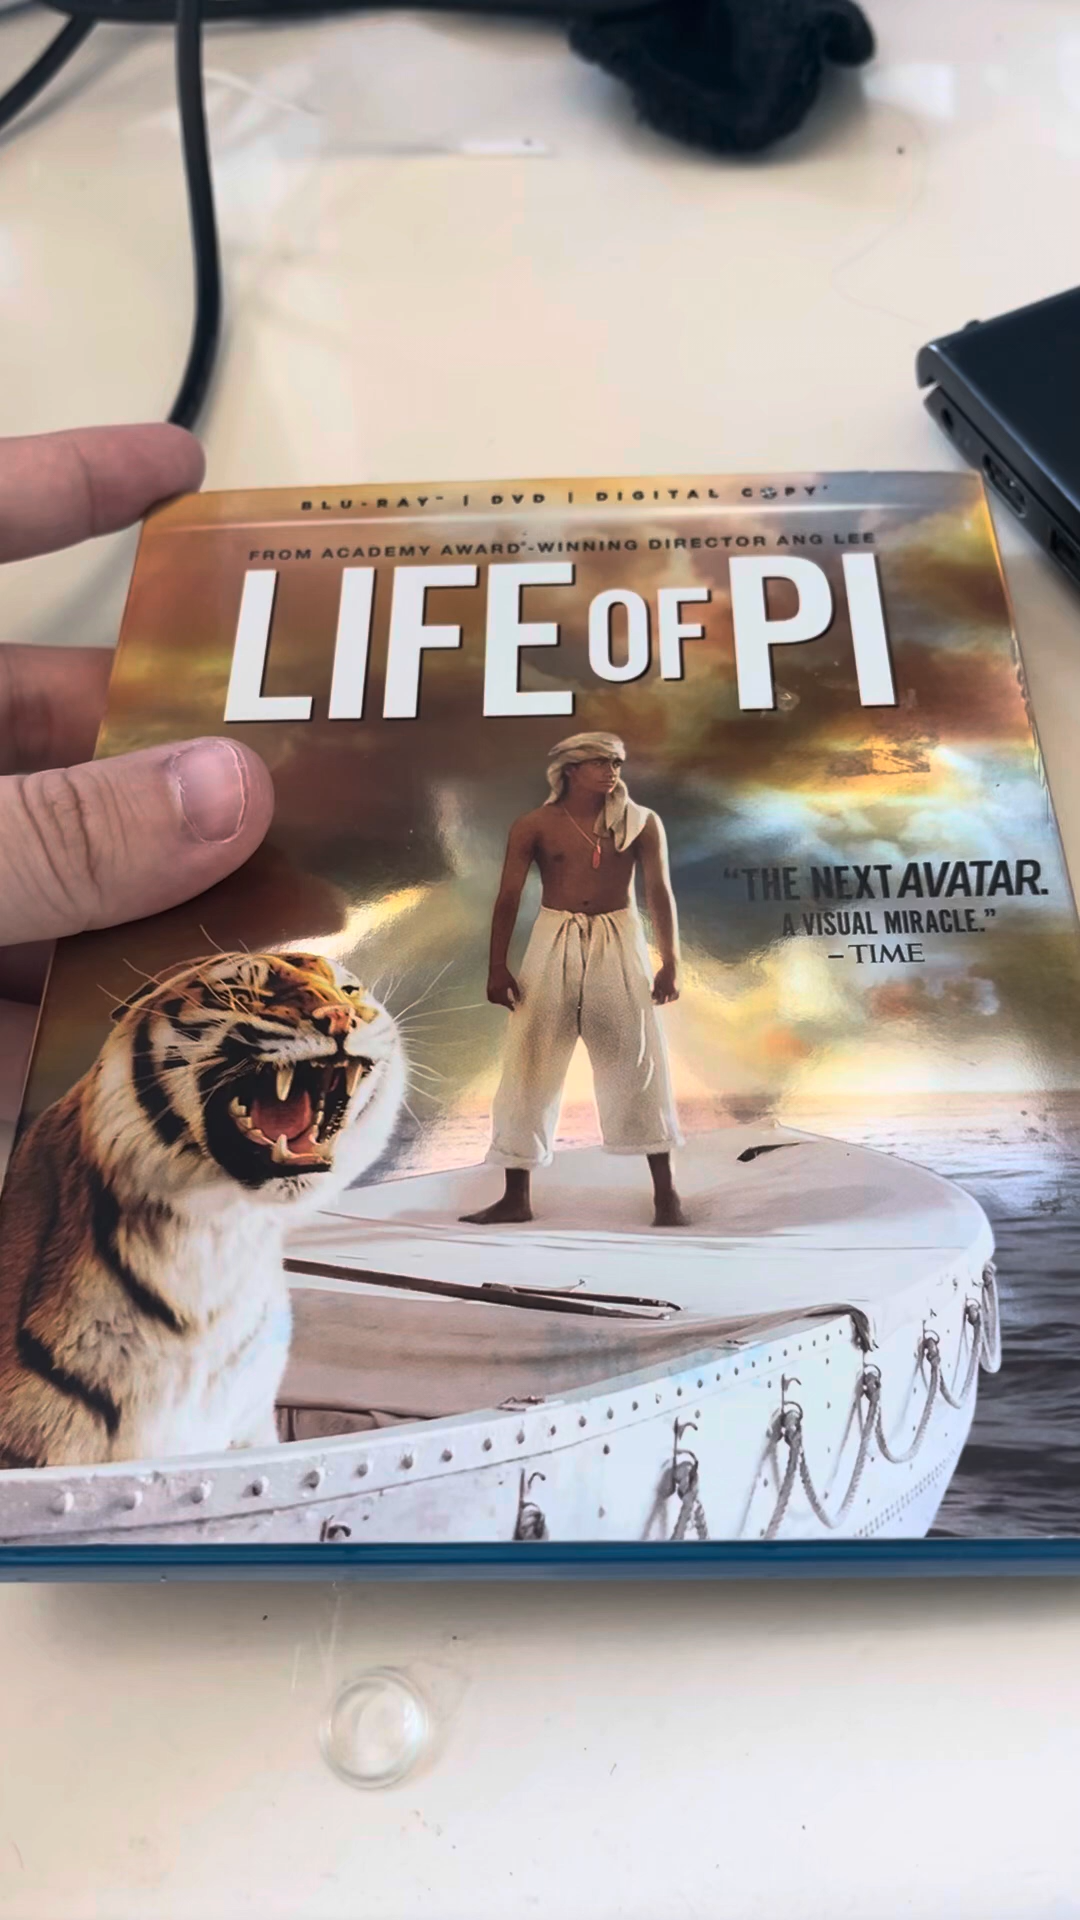 BLU-RAY™ | DVD | DIGITAL COPY*
FROM ACADEMY AWARD®-WINNING DIRECTOR ANG LEE
LIFE OF PI
“THE NEXT AVATAR.
A VISUAL MIRACLE.”
– TIME